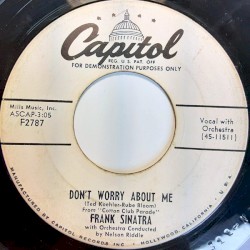 Capitol
REG. U.S. PAT. OFF.
FOR DEMONSTRATION PURPOSES ONLY
Mills Music, Inc.
ASCAP-3:05
F2787
Vocal with
Orchestra
(45-11511)
DON'T WORRY ABOUT ME
(Ted Koehler-Rube Bloom)
From "Cotton Club Parade"
FRANK SINATRA
with Orchestra Conducted
by Nelson Riddle
CAPITOL RECORDS INC. HOLLYWOOD, CALIFORNIA, U.S.A.